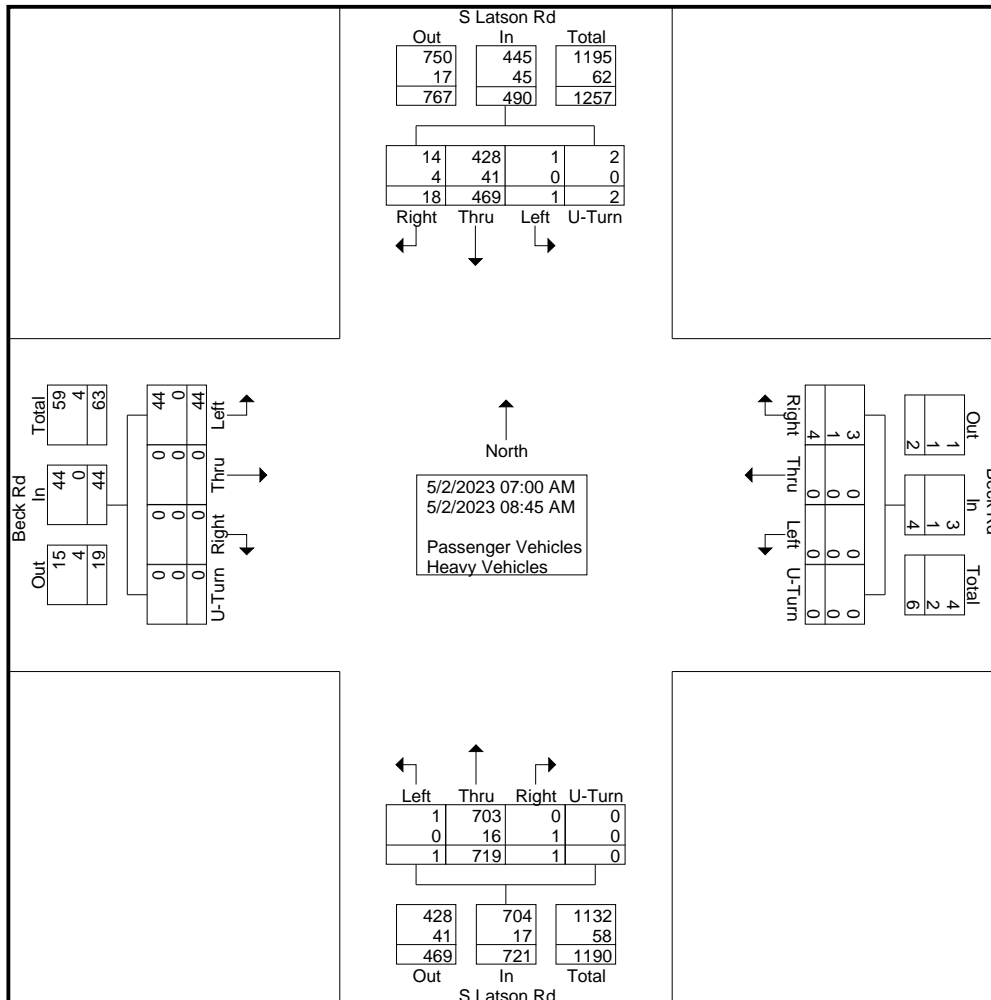 S Latson Rd
Out In Total
750 445 1195
17 45 62
767 490 1257
14 428 1 2
4 41 0 0
18 469 1 2
Right Thru Left U-Turn
Beck Rd
Total In Out
59 44 15
4 0 4
63 44 19
Left Thru Right U-Turn
44 0 0 0
0 0 0 0
44 0 0 0
North
5/2/2023 07:00 AM
5/2/2023 08:45 AM
Passenger Vehicles
Heavy Vehicles
Right Thru Left U-Turn
3 0 0 0
1 0 0 0
4 0 0 0
Out In Total
1 3 4
1 1 2
2 4 6
Beck Rd
Left Thru Right U-Turn
1 703 0 0
0 16 1 0
1 719 1 0
428 704 1132
41 17 58
469 721 1190
Out In Total
S Latson Rd